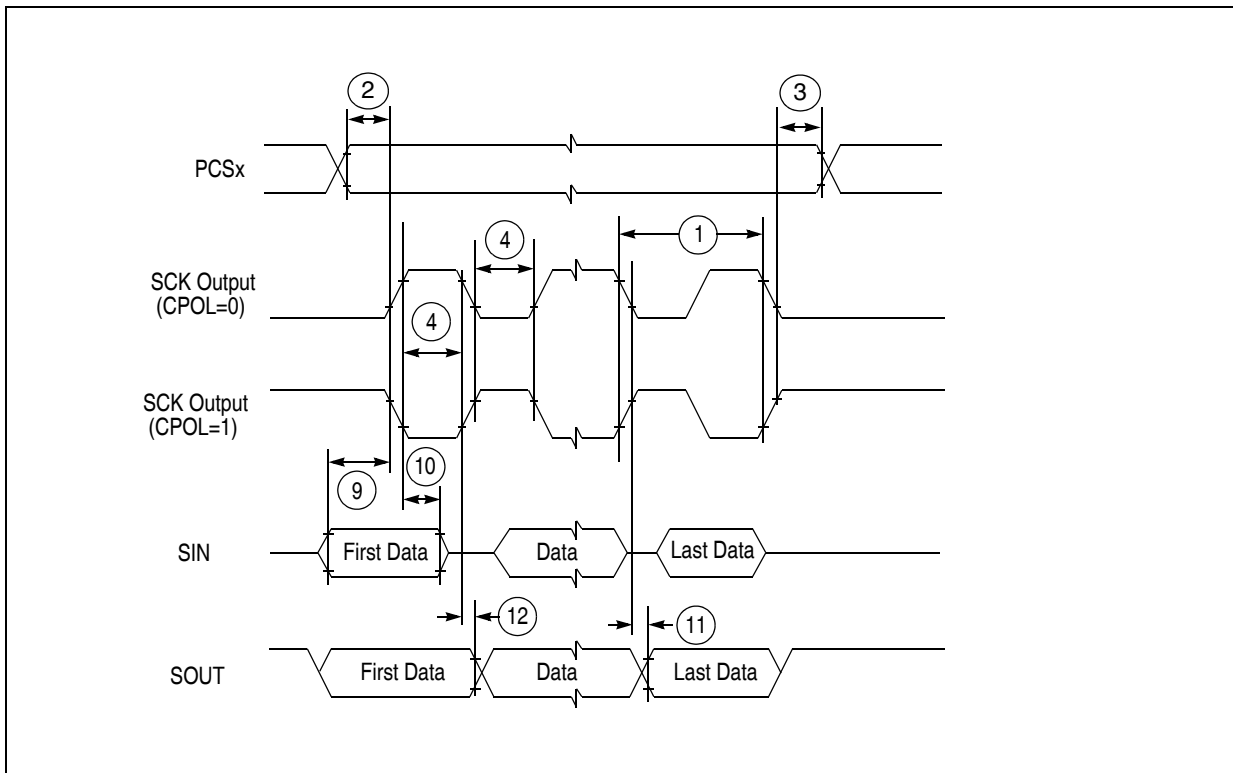 2
3
PCSx
4
1
SCK Output
(CPOL=0)
4
SCK Output
(CPOL=1)
10
9
SIN
First Data
Data
Last Data
12
11
SOUT
First Data
Data
Last Data